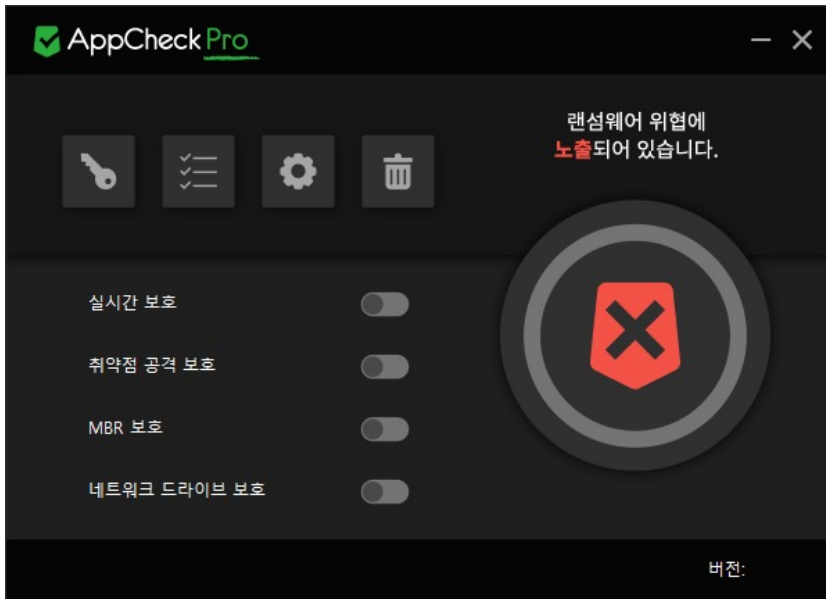 AppCheck Pro
랜섬웨어 위협에
노출되어 있습니다.
실시간 보호
취약점 공격 보호
MBR 보호
네트워크 드라이브 보호
버전: